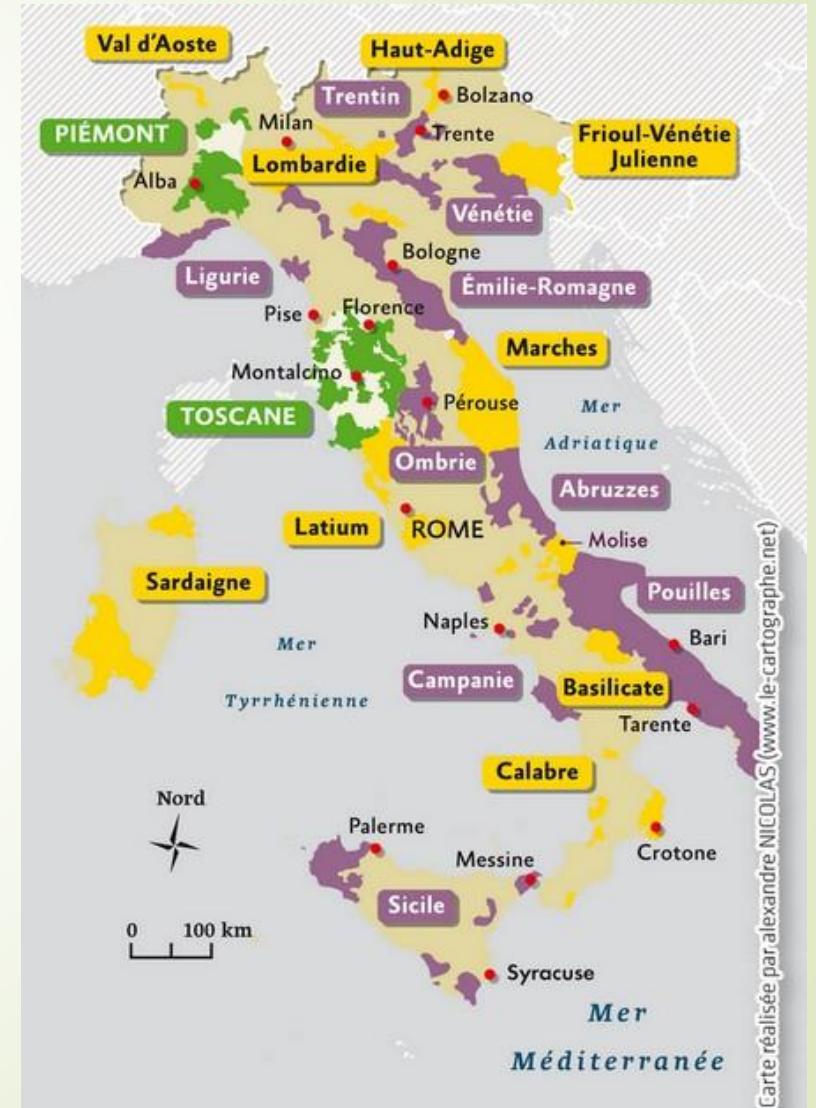 Val d'Aoste
Haut-Adige
Trentin
Bolzano
PIÉMONT
Milan
Trente
Frioul-Vénétie
Julienne
Lombardie
Alba
Vénétie
Bologne
Ligurie
Émilie-Romagne
Pise
Florence
Marches
Montalcino
Pérouse
Mer
Adriatique
TOSCANE
Ombrie
Abruzzes
Latium
ROME
Molise
Sardaigne
Pouilles
Naples
Bari
Mer
Tyrrhénienne
Campanie
Basilicate
Tarente
Calabre
Nord
Palerme
Messine
Crotone
Sicile
0 100 km
Syracuse
Mer
Méditerranée
Carte réalisée par alexandre NICOLAS (www.le-cartographe.net)